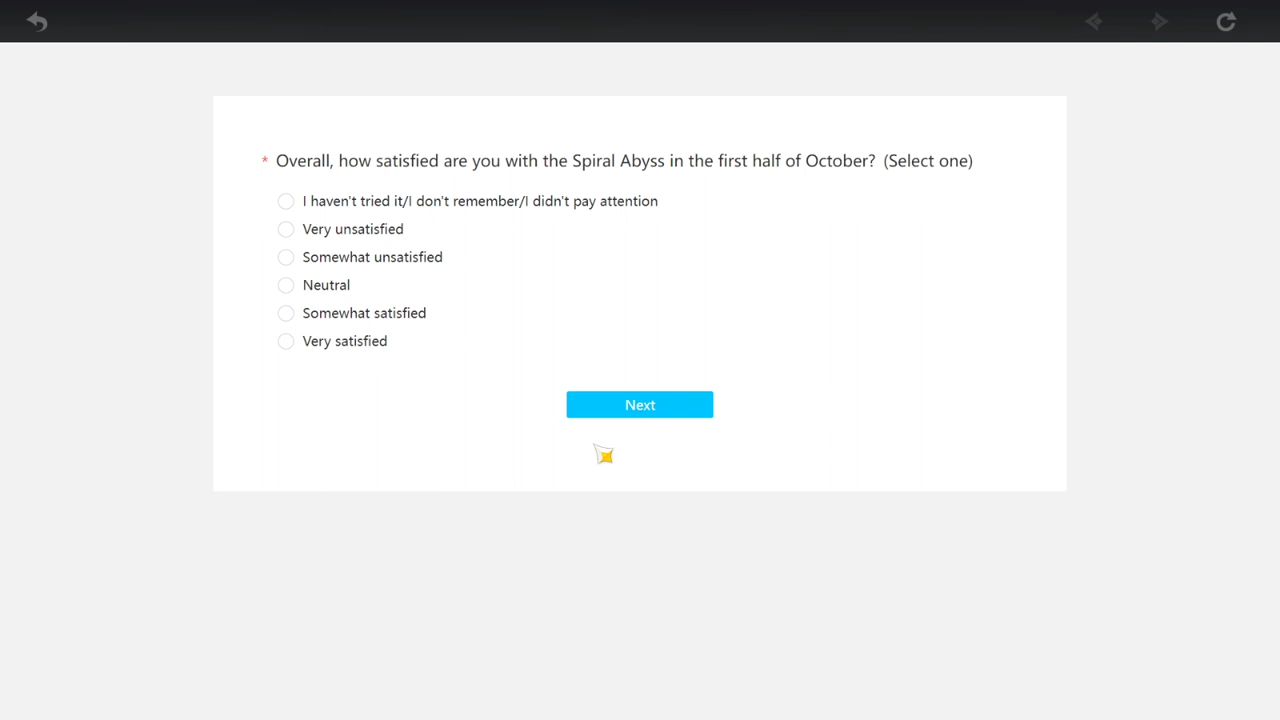 * Overall, how satisfied are you with the Spiral Abyss in the first half of October? (Select one)
I haven't tried it/I don't remember/I didn't pay attention
Very unsatisfied
Somewhat unsatisfied
Neutral
Somewhat satisfied
Very satisfied
Next